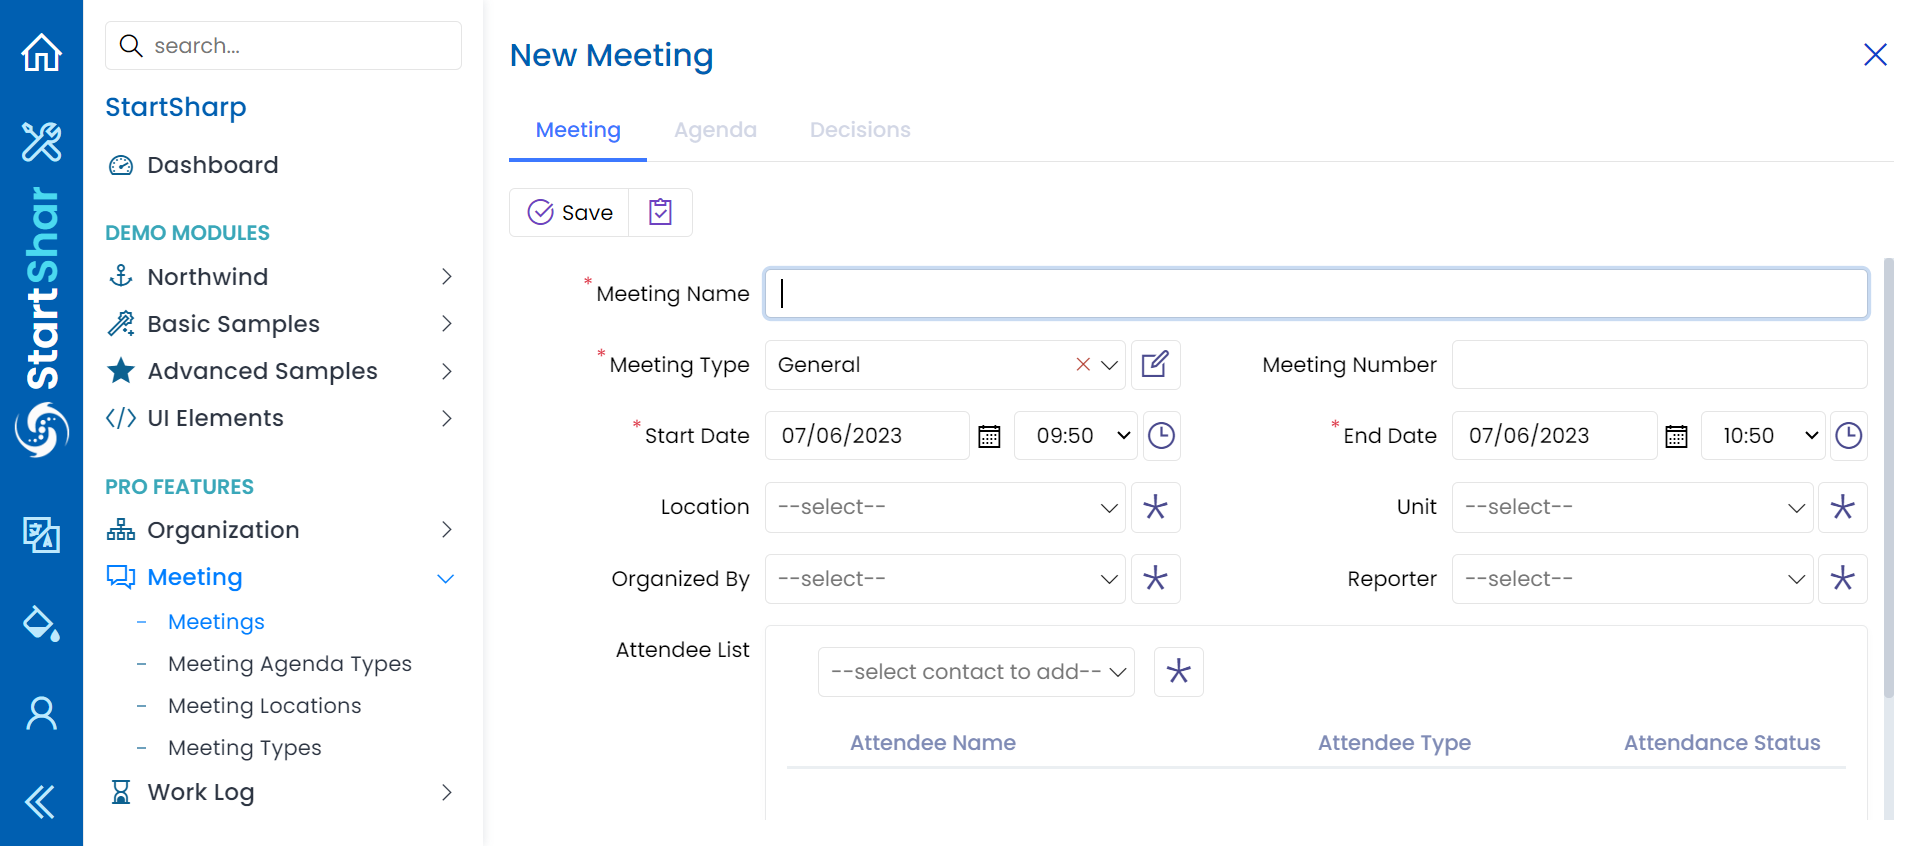 StartShar
search...
StartSharp
Dashboard
DEMO MODULES
Northwind
Basic Samples
Advanced Samples
UI Elements
PRO FEATURES
Organization
Meeting
- Meetings
- Meeting Agenda Types
- Meeting Locations
- Meeting Types
Work Log
New Meeting
Meeting Agenda Decisions
Save
* Meeting Name
* Meeting Type General Meeting Number
* Start Date 07/06/2023 09:50 * End Date 07/06/2023 10:50
Location --select-- Unit --select--
Organized By --select-- Reporter --select--
Attendee List
--select contact to add--
Attendee Name Attendee Type Attendance Status